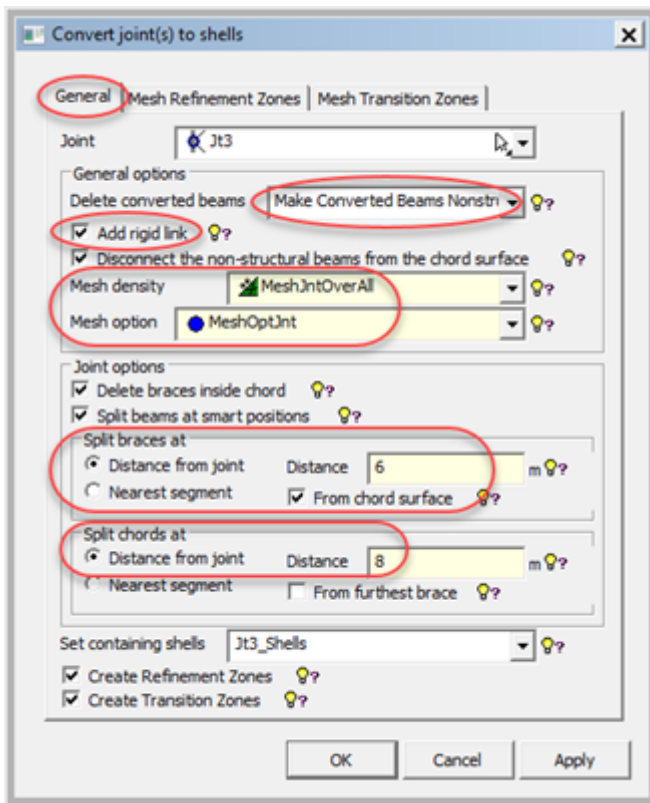 Convert joint(s) to shells
General Mesh Refinement Zones Mesh Transition Zones
Joint Jt3
General options
Delete converted beams Make Converted Beams Nonstru
Add rigid link
Disconnect the non-structural beams from the chord surface
Mesh density MeshJntOverAll
Mesh option MeshOptJnt
Joint options
Delete braces inside chord
Split beams at smart positions
Split braces at
Distance from joint Distance 6 m
Nearest segment From chord surface
Split chords at
Distance from joint Distance 8 m
Nearest segment From furthest brace
Set containing shells Jt3_Shells
Create Refinement Zones
Create Transition Zones
OK Cancel Apply